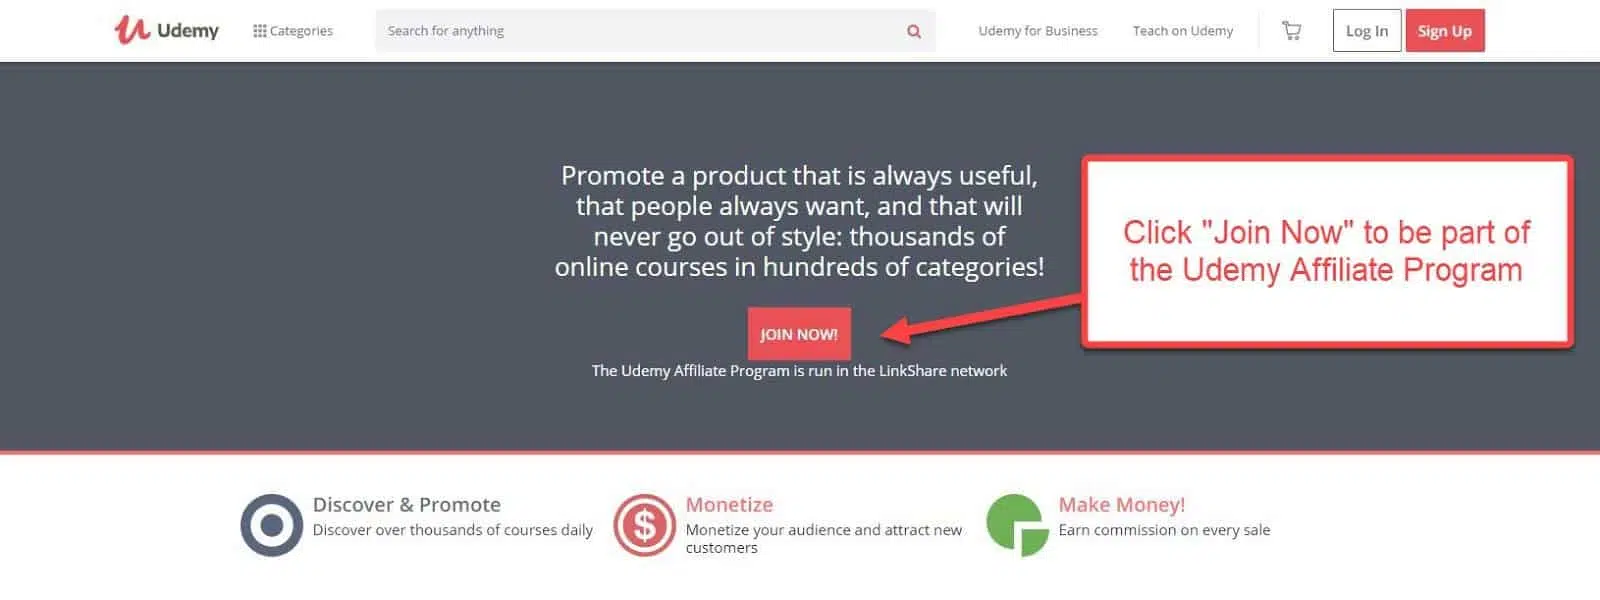 Udemy
Categories
Search for anything
Udemy for Business
Teach on Udemy
Log In
Sign Up
Promote a product that is always useful,
that people always want, and that will
never go out of style: thousands of
online courses in hundreds of categories!
JOIN NOW!
The Udemy Affiliate Program is run in the LinkShare network
Click "Join Now" to be part of
the Udemy Affiliate Program
Discover & Promote
Discover over thousands of courses daily
Monetize
Monetize your audience and attract new
customers
Make Money!
Earn commission on every sale